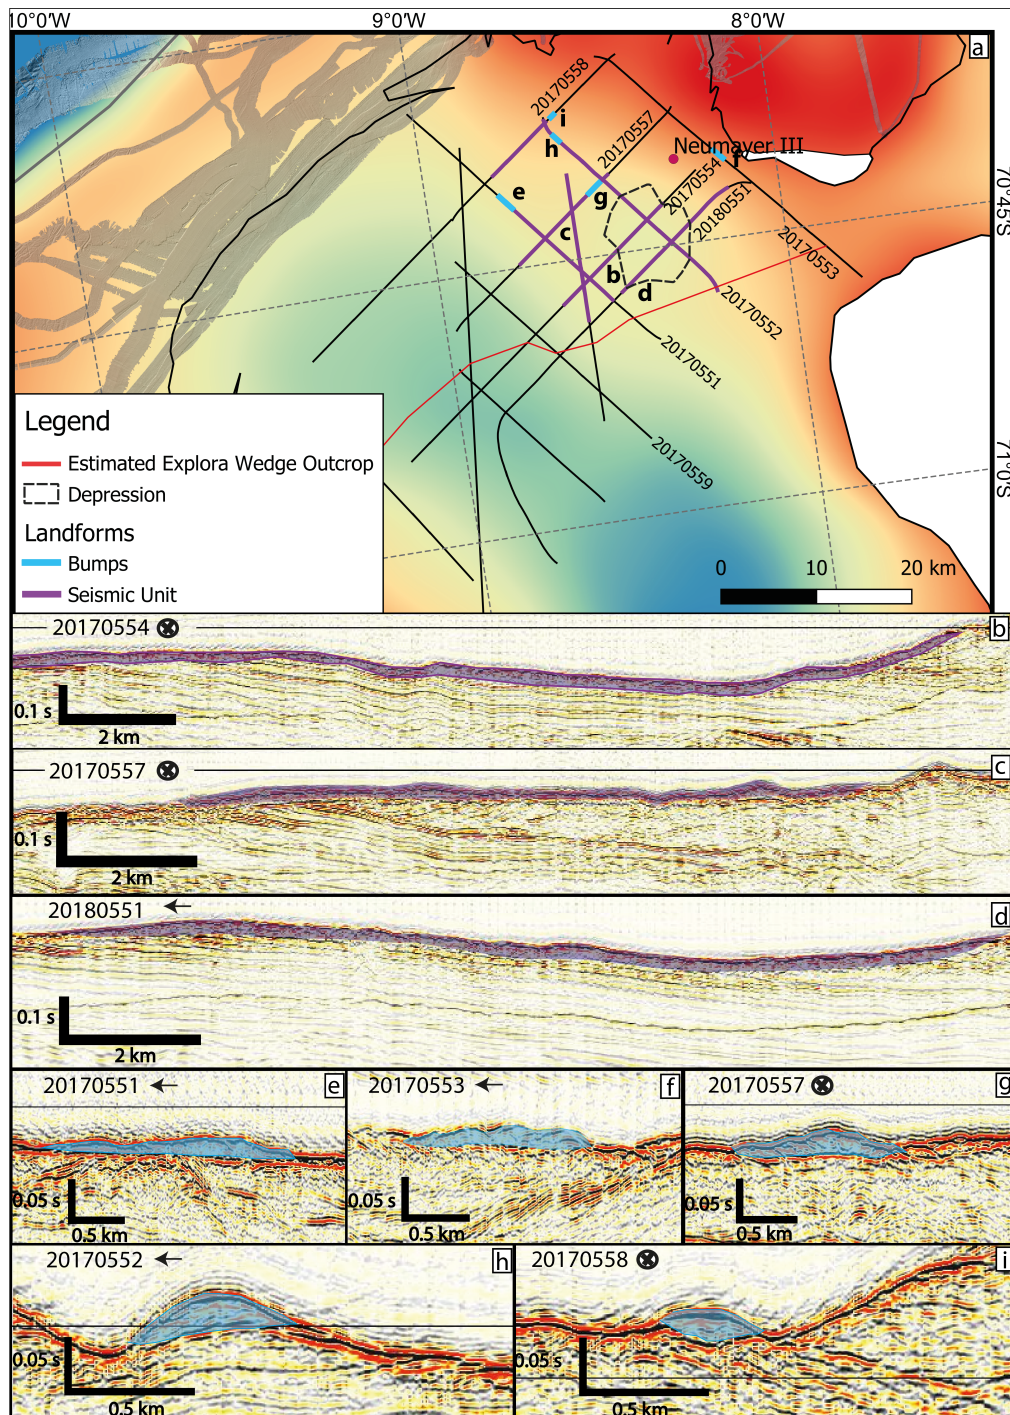 10°0'W 9°0'W 8°0'W
a
20170558
i
20170557
h
Neumayer III
f
e
20170554
g
20180551
c
20170553
b
d
20170552
20170551
20170559
70°45'S
71°0'S
Legend
Estimated Explora Wedge Outcrop
Depression
Landforms
Bumps
Seismic Unit
0 10 20 km
20170554
b
0.1 s
2 km
20170557
c
0.1 s
2 km
20180551
d
0.1 s
2 km
20170551
e
0.05 s
0.5 km
20170553
f
0.05 s
0.5 km
20170557
g
0.05 s
0.5 km
20170552
h
0.05 s
0.5 km
20170558
i
0.05 s
0.5 km